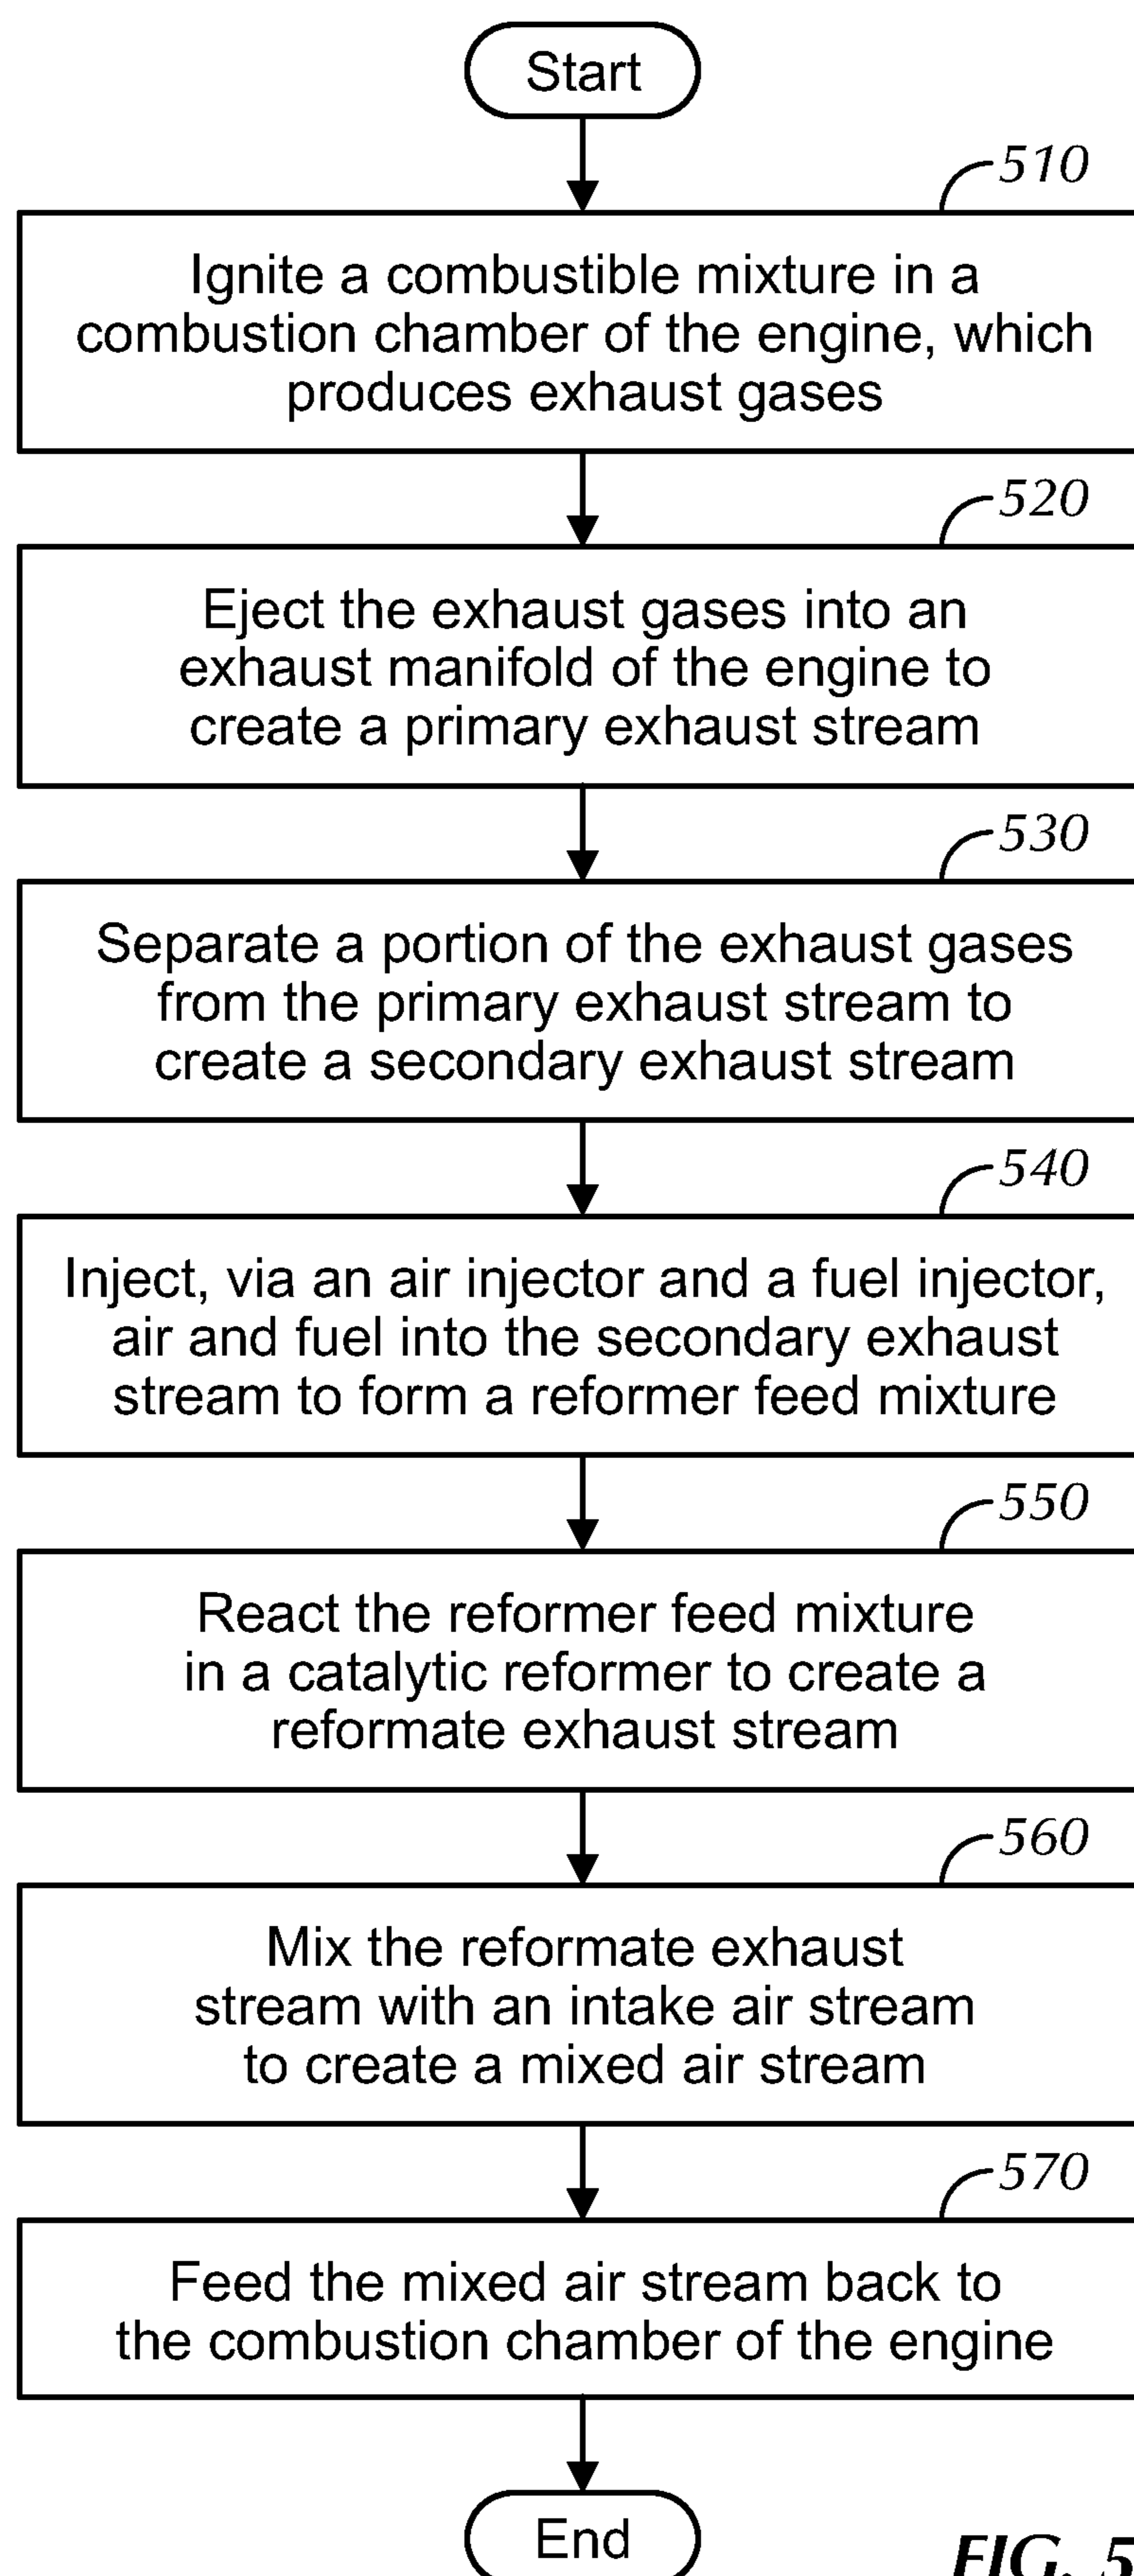 Start
510
Ignite a combustible mixture in a
combustion chamber of the engine, which
produces exhaust gases
520
Eject the exhaust gases into an
exhaust manifold of the engine to
create a primary exhaust stream
530
Separate a portion of the exhaust gases
from the primary exhaust stream to
create a secondary exhaust stream
540
Inject, via an air injector and a fuel injector,
air and fuel into the secondary exhaust
stream to form a reformer feed mixture
550
React the reformer feed mixture
in a catalytic reformer to create a
reformate exhaust stream
560
Mix the reformate exhaust
stream with an intake air stream
to create a mixed air stream
570
Feed the mixed air stream back to
the combustion chamber of the engine
End
FIG. 5